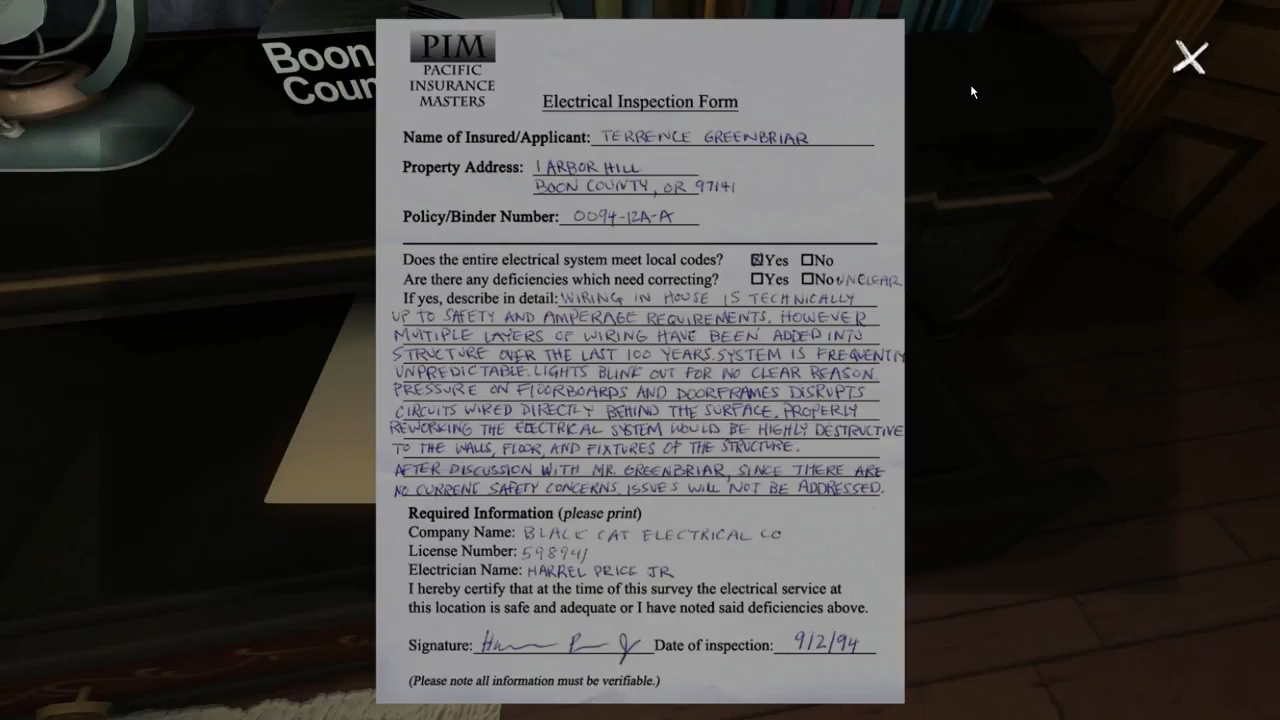 Boon
Coun
PIM
PACIFIC
INSURANCE
MASTERS
Electrical Inspection Form
Name of Insured/Applicant: TERRENCE GREENBRIAR
Property Address: 1 ARBOR HILL
BOON COUNTY, OR 97141
Policy/Binder Number: 0094-12A-A
Does the entire electrical system meet local codes? ☒Yes ☐No
Are there any deficiencies which need correcting? ☐Yes ☐No UNCLEAR
If yes, describe in detail: WIRING IN HOUSE IS TECHNICALLY
UP TO SAFETY AND AMPERAGE REQUIREMENTS. HOWEVER
MULTIPLE LAYERS OF WIRING HAVE BEEN ADDED INTO
STRUCTURE OVER THE LAST 100 YEARS. SYSTEM IS FREQUENTLY
UNPREDICTABLE. LIGHTS BLINK OUT FOR NO CLEAR REASON.
PRESSURE ON FLOORBOARDS AND DOORFRAMES DISRUPTS
CIRCUITS WIRED DIRECTLY BEHIND THE SURFACE. PROPERLY
REWORKING THE ELECTRICAL SYSTEM WOULD BE HIGHLY DESTRUCTIVE
TO THE WALLS, FLOOR, AND FIXTURES OF THE STRUCTURE.
AFTER DISCUSSION WITH MR. GREENBRIAR, SINCE THERE ARE
NO CURRENT SAFETY CONCERNS, ISSUES WILL NOT BE ADDRESSED.
Required Information (please print)
Company Name: BLACK CAT ELECTRICAL CO
License Number: 598941
Electrician Name: HARREL PRICE JR
I hereby certify that at the time of this survey the electrical service at
this location is safe and adequate or I have noted said deficiencies above.
Signature: Date of inspection: 9/2/94
(Please note all information must be verifiable.)